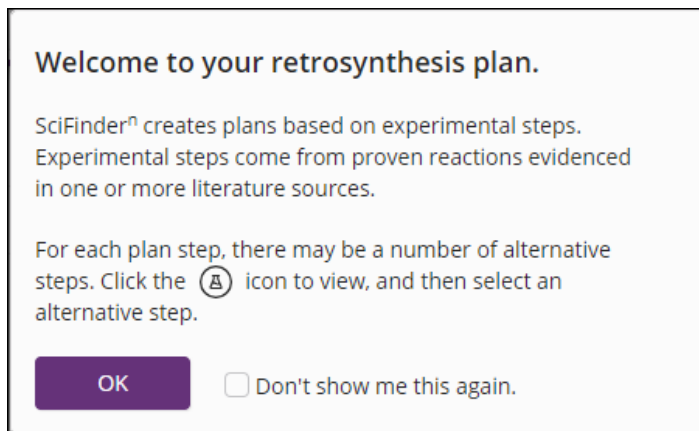 Welcome to your retrosynthesis plan.
SciFinderⁿ creates plans based on experimental steps.
Experimental steps come from proven reactions evidenced
in one or more literature sources.
For each plan step, there may be a number of alternative
steps. Click the icon to view, and then select an
alternative step.
OK
Don't show me this again.